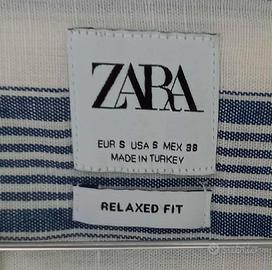 ZARA
EUR S USA S MEX 38
MADE IN TURKEY
RELAXED FIT